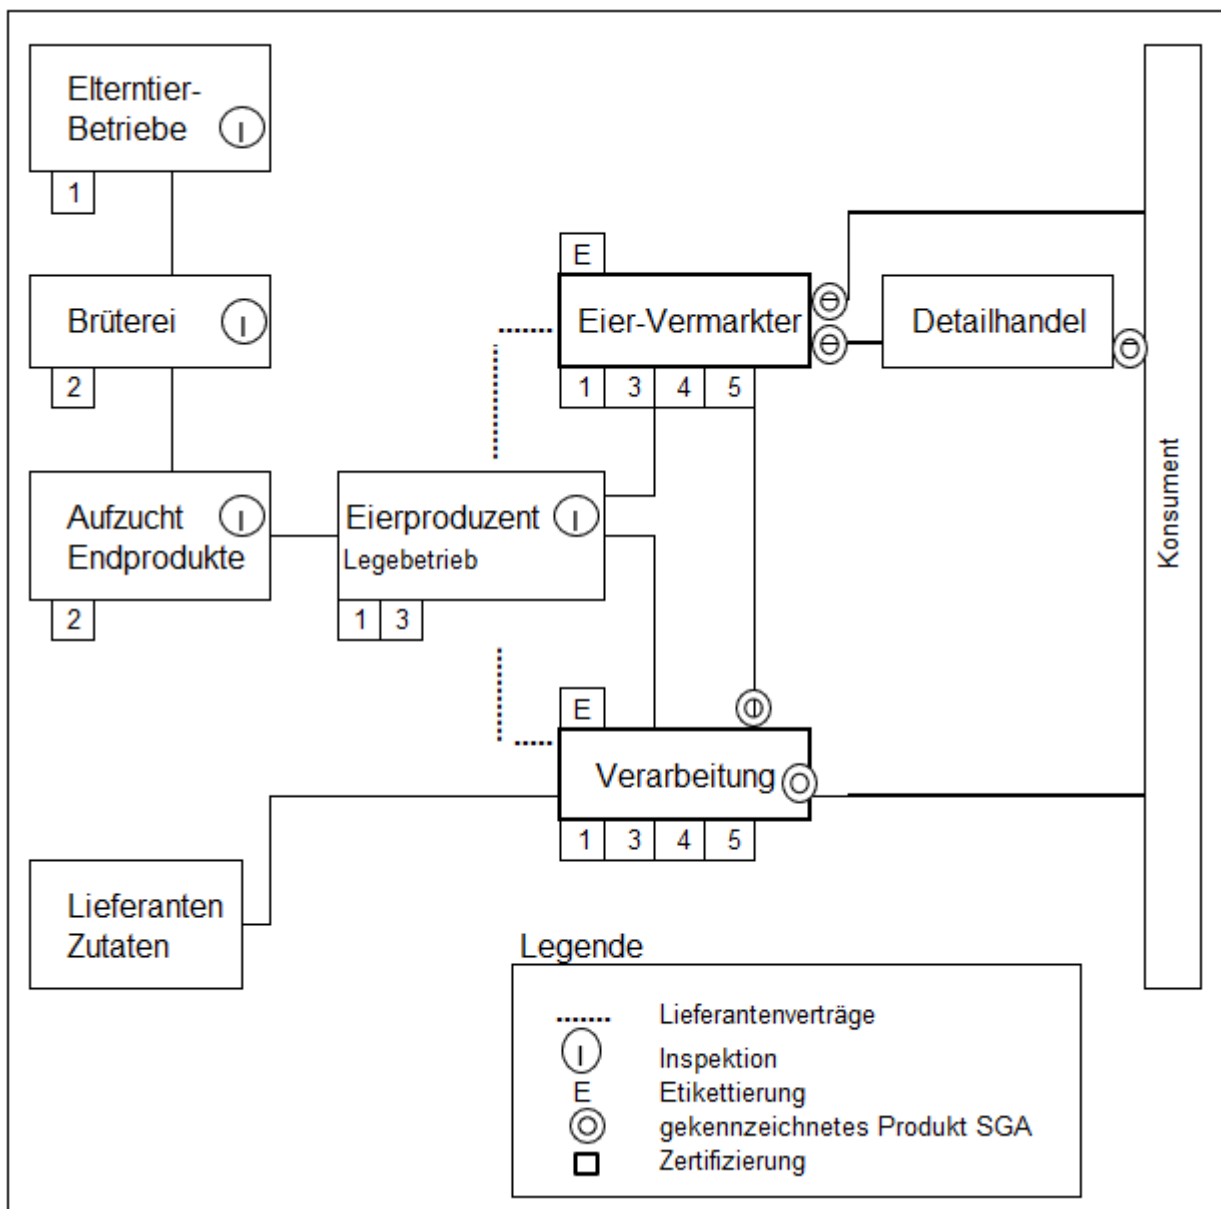 Elterntier-
Betriebe
I
1
Brüterei
I
2
Aufzucht
Endprodukte
I
2
Eierproduzent
I
Legebetrieb
1 3
E
Eier-Vermarkter
1 3 4 5
Detailhandel
Konsument
E
Verarbeitung
1 3 4 5
Lieferanten
Zutaten
Legende
Lieferantenverträge
I Inspektion
E Etikettierung
gekennzeichnetes Produkt SGA
Zertifizierung